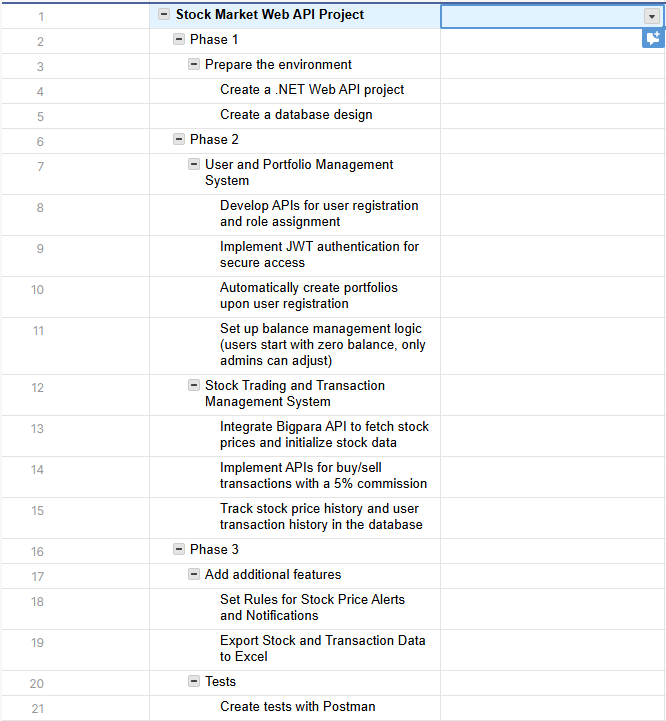 1 Stock Market Web API Project
2 Phase 1
3 Prepare the environment
4 Create a .NET Web API project
5 Create a database design
6 Phase 2
7 User and Portfolio Management
System
8 Develop APIs for user registration
and role assignment
9 Implement JWT authentication for
secure access
10 Automatically create portfolios
upon user registration
11 Set up balance management logic
(users start with zero balance, only
admins can adjust)
12 Stock Trading and Transaction
Management System
13 Integrate Bigpara API to fetch stock
prices and initialize stock data
14 Implement APIs for buy/sell
transactions with a 5% commission
15 Track stock price history and user
transaction history in the database
16 Phase 3
17 Add additional features
18 Set Rules for Stock Price Alerts
and Notifications
19 Export Stock and Transaction Data
to Excel
20 Tests
21 Create tests with Postman